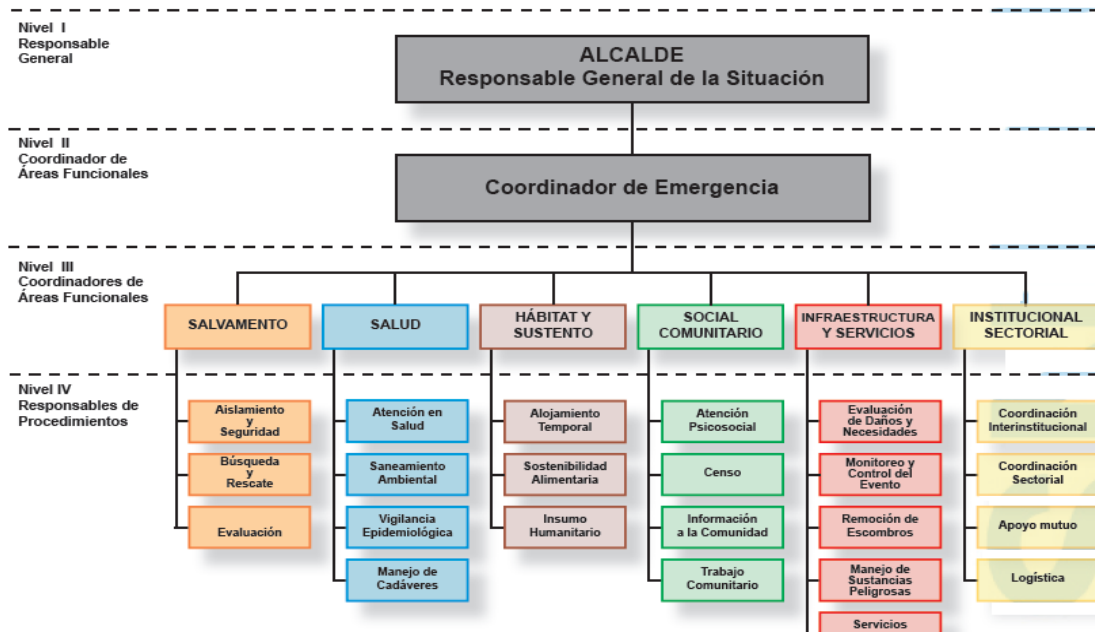 Nivel I
Responsable
General
ALCALDE
Responsable General de la Situación
Nivel II
Coordinador de
Áreas Funcionales
Coordinador de Emergencia
Nivel III
Coordinadores de
Áreas Funcionales
SALVAMENTO
SALUD
HÁBITAT Y
SUSTENTO
SOCIAL
COMUNITARIO
INFRAESTRUCTURA
Y SERVICIOS
INSTITUCIONAL
SECTORIAL
Nivel IV
Responsables de
Procedimientos
Aislamiento
y
Seguridad
Búsqueda
y
Rescate
Evaluación
Atención en
Salud
Saneamiento
Ambiental
Vigilancia
Epidemiológica
Manejo de
Cadáveres
Alojamiento
Temporal
Sostenibilidad
Alimentaria
Insumo
Humanitario
Atención
Psicosocial
Censo
Información
a la Comunidad
Trabajo
Comunitario
Evaluación
de Daños y
Necesidades
Monitoreo y
Control del
Evento
Remoción de
Escombros
Manejo de
Sustancias
Peligrosas
Servicios
Coordinación
Interinstitucional
Coordinación
Sectorial
Apoyo mutuo
Logística